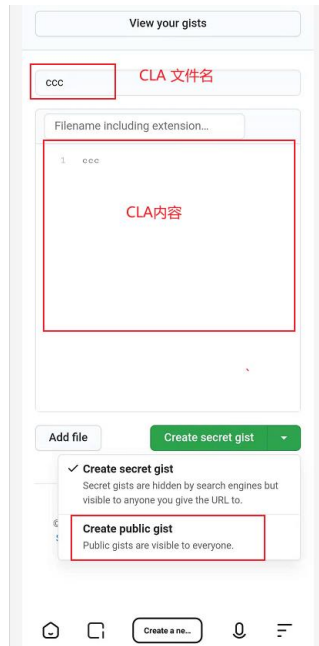 View your gists
ccc
CLA 文件名
Filename including extension...
1 ccc
CLA内容
Add file
Create secret gist
✓ Create secret gist
Secret gists are hidden by search engines but
visible to anyone you give the URL to.
©
Create public gist
Public gists are visible to everyone.
Create a ne...